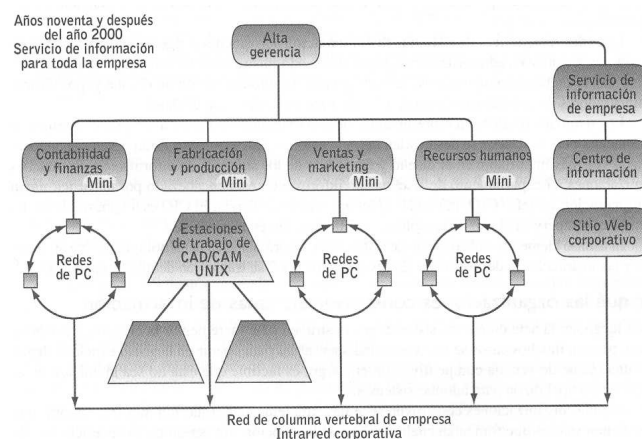 Años noventa y después
del año 2000
Servicio de información
para toda la empresa
Alta
gerencia
Servicio de
información
de empresa
Contabilidad
y finanzas
Mini
Fabricación
y producción
Mini
Ventas y
marketing
Mini
Recursos humanos
Mini
Centro de
información
Sitio Web
corporativo
Redes
de PC
Estaciones
de trabajo de
CAD/CAM
UNIX
Redes
de PC
Redes
de PC
Red de columna vertebral de empresa
Intrarred corporativa